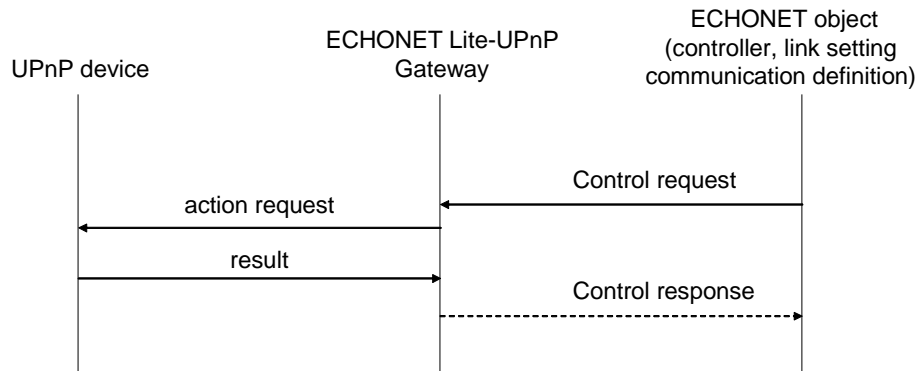 UPnP device
ECHONET Lite-UPnP
Gateway
ECHONET object
(controller, link setting
communication definition)
Control request
action request
result
Control response